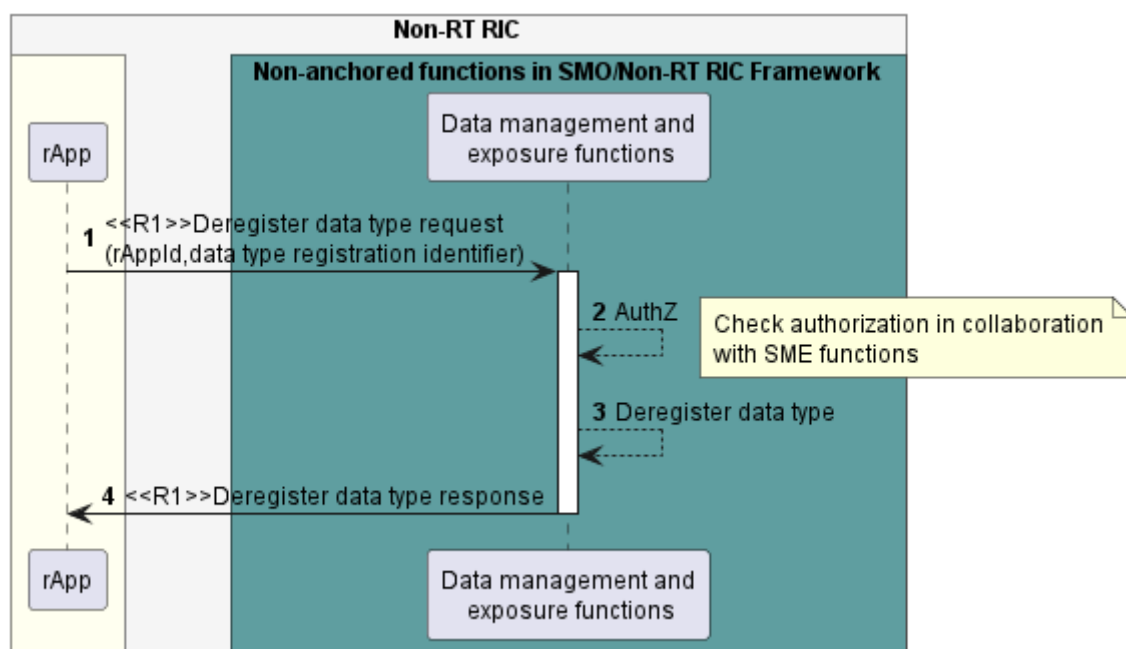 Non-RT RIC
Non-anchored functions in SMO/Non-RT RIC Framework
rApp
Data management and
exposure functions
1 <<R1>>Deregister data type request
(rAppId,data type registration identifier)
2 AuthZ
Check authorization in collaboration
with SME functions
3 Deregister data type
4 <<R1>>Deregister data type response
rApp
Data management and
exposure functions